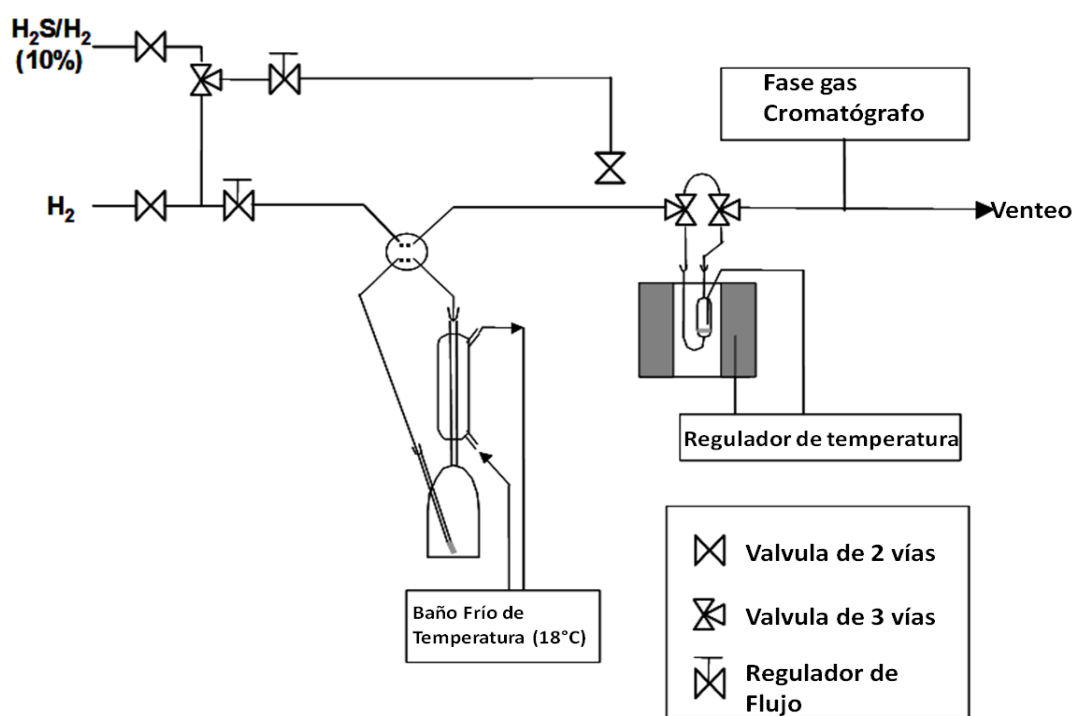 H₂S/H₂
(10%)
Fase gas
Cromatógrafo
H₂
Venteo
Regulador de temperatura
Baño Frío de
Temperatura (18°C)
Valvula de 2 vías
Valvula de 3 vías
Regulador de
Flujo